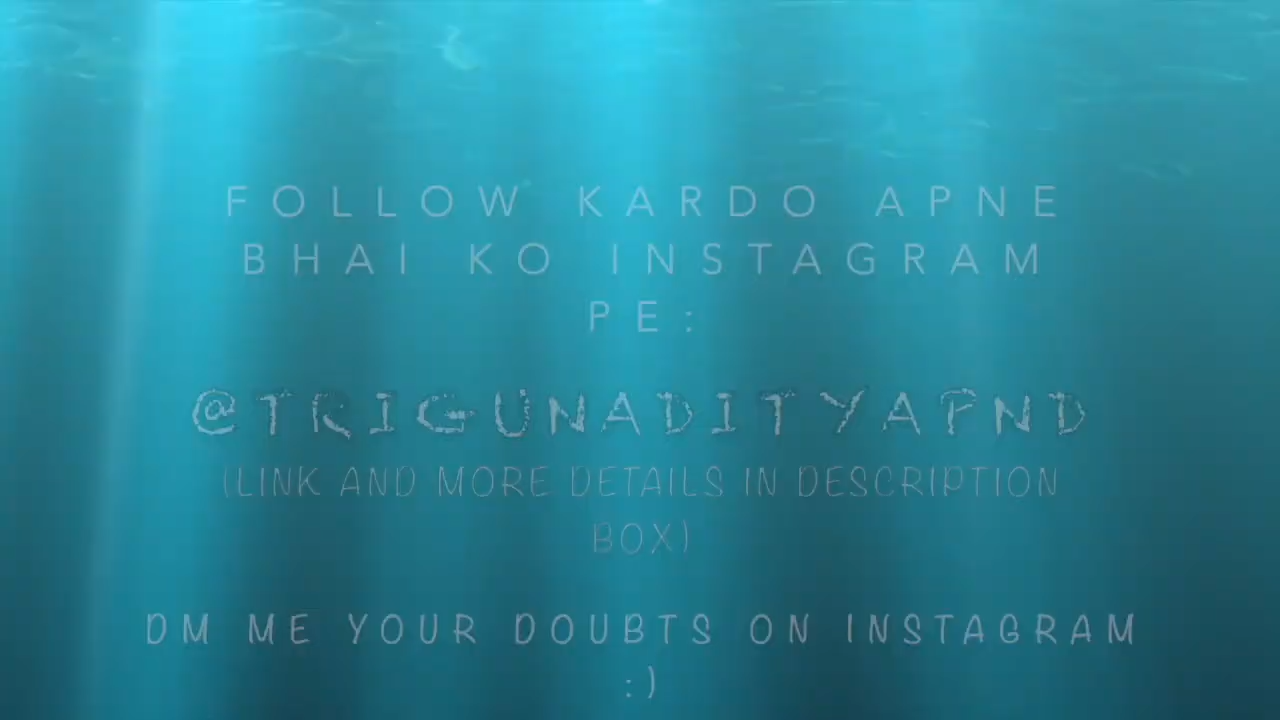 FOLLOW KARDO APNE
BHAI KO INSTAGRAM
PE:
@TRIGUNADITYAPND
(LINK AND MORE DETAILS IN DESCRIPTION
BOX)
DM ME YOUR DOUBTS ON INSTAGRAM
:)